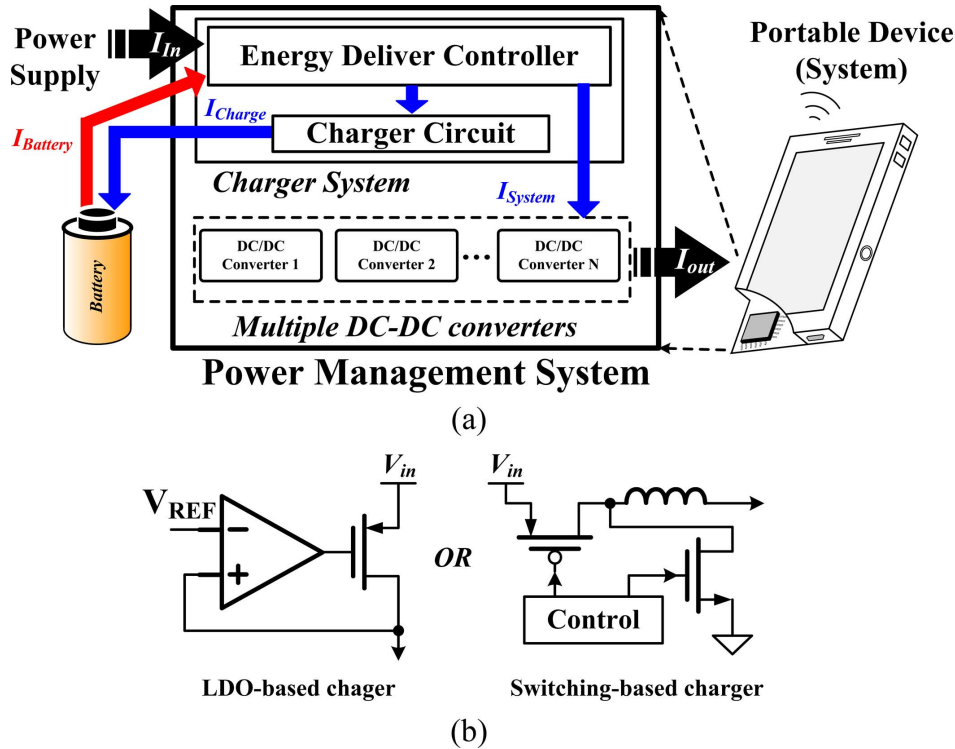 Power
Supply
I_In
Energy Deliver Controller
Portable Device
(System)
I_Charge
I_Battery
Charger Circuit
Charger System
I_System
Battery
DC/DC
Converter 1
DC/DC
Converter 2
...
DC/DC
Converter N
I_out
Multiple DC-DC converters
Power Management System
(a)
V_REF
V_in
OR
V_in
Control
LDO-based chager
Switching-based charger
(b)